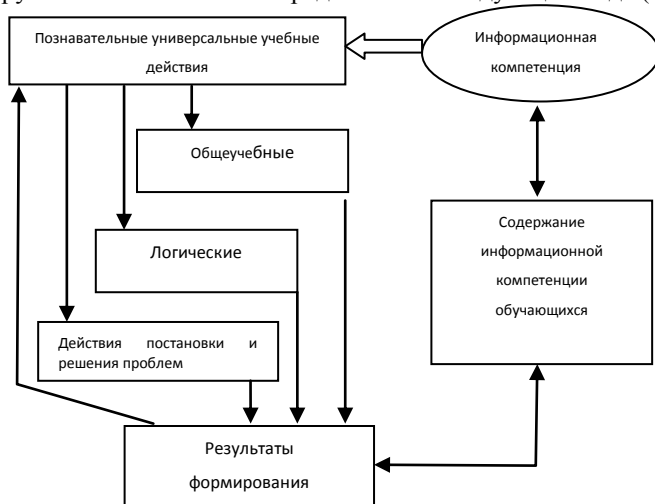 Познавательные универсальные учебные
действия
Информационная
компетенция
Общеучебные
Содержание
информационной
компетенции
обучающихся
Логические
Действия постановки и
решения проблем
Результаты
формирования